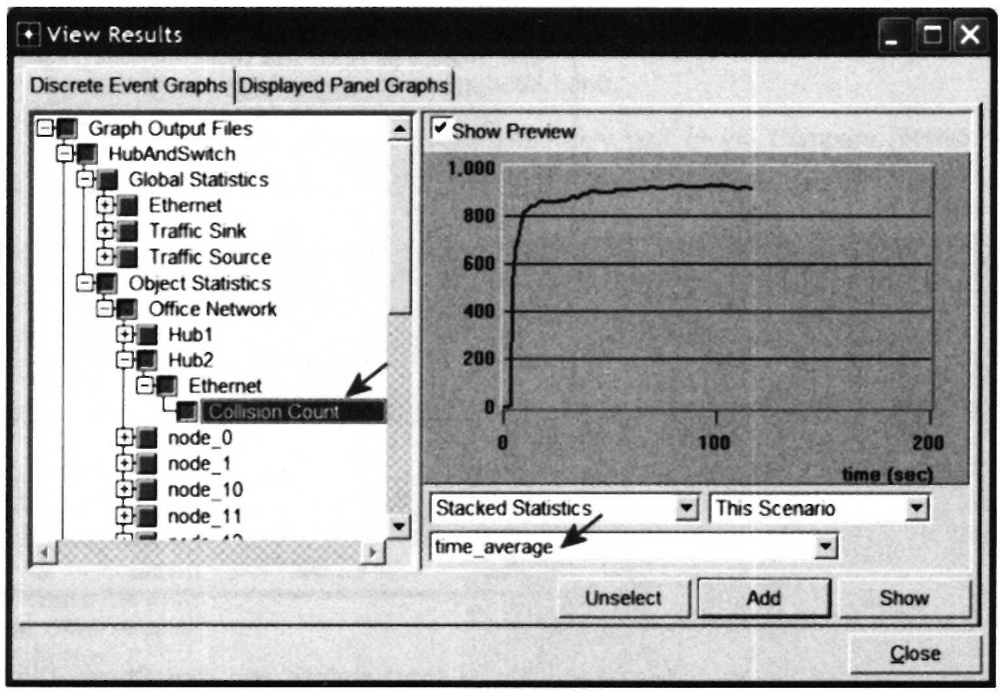 View Results
Discrete Event Graphs
Displayed Panel Graphs
Graph Output Files
HubAndSwitch
Global Statistics
Ethernet
Traffic Sink
Traffic Source
Object Statistics
Office Network
Hub1
Hub2
Ethernet
Collision Count
node_0
node_1
node_10
node_11
Show Preview
1,000
800
600
400
200
0
0 100 200
time (sec)
Stacked Statistics
This Scenario
time_average
Unselect
Add
Show
Close